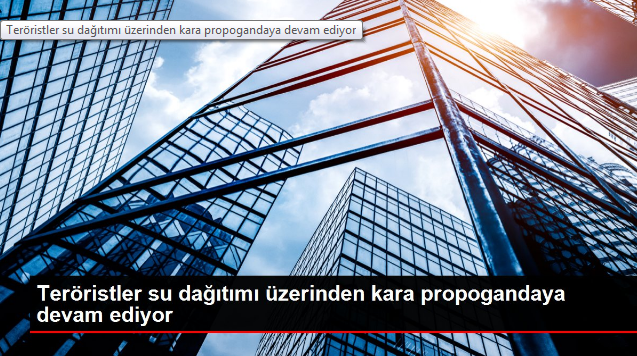 Teröristler su dağıtımı üzerinden kara propogandaya devam ediyor
Teröristler su dağıtımı üzerinden kara propogandaya
devam ediyor